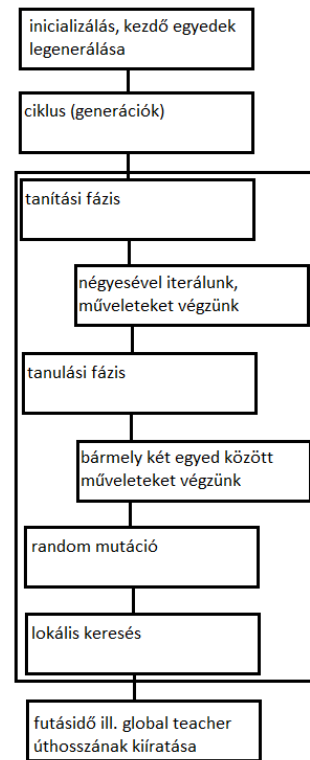 inicializálás, kezdő egyedek
legenerálása
ciklus (generációk)
tanítási fázis
négyesével iterálunk,
műveleteket végzünk
tanulási fázis
bármely két egyed között
műveleteket végzünk
random mutáció
lokális keresés
futásidő ill. global teacher
úthosszának kiíratása